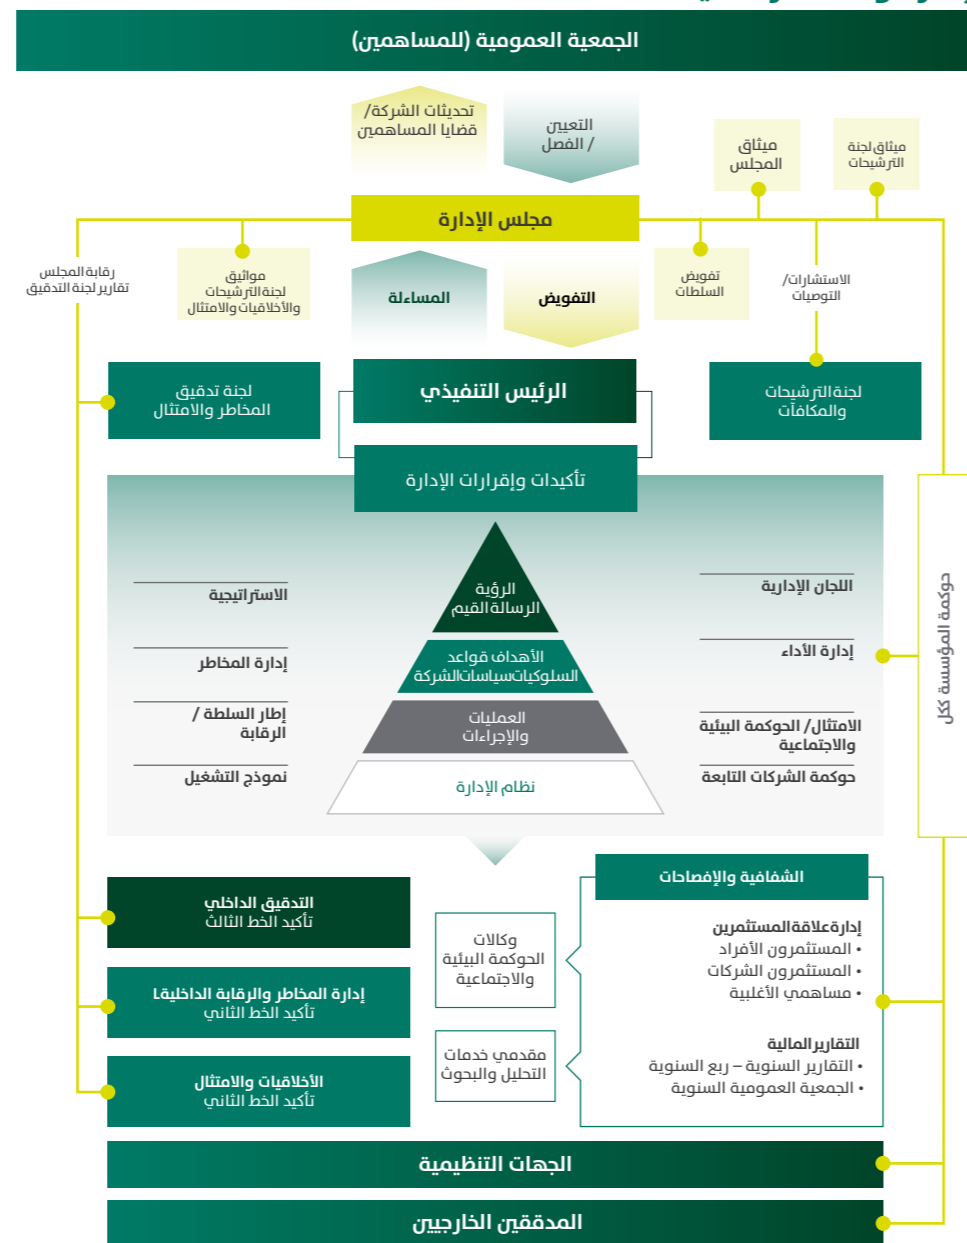 الجمعية العمومية (للمساهمين)
التعيين
/ الفصل
تحديثات الشركة/
قضايا المساهمين
ميثاق لجنة
الترشيحات
ميثاق
المجلس
مجلس الإدارة
الاستشارات/
التوصيات
تفويض
السلطات
التفويض
المساءلة
مواثيق
لجنة الترشيحات
والأخلاقيات والامتثال
رقابة المجلس
تقارير لجنة التدقيق
لجنة الترشيحات
والمكافآت
الرئيس التنفيذي
لجنة تدقيق
المخاطر والامتثال
تأكيدات وإقرارات الإدارة
حوكمة المؤسسة ككل
اللجان الإدارية
إدارة الأداء
الامتثال/ الحوكمة البيئية
والاجتماعية
حوكمة الشركات التابعة
الرؤية
الرسالة القيم
الأهداف قواعد
السلوكيات سياسات الشركة
العمليات
والإجراءات
نظام الإدارة
الاستراتيجية
إدارة المخاطر
إطار السلطة /
الرقابة
نموذج التشغيل
الشفافية والإفصاحات
إدارة علاقة المستثمرين
• المستثمرون الأفراد
• المستثمرون الشركات
• مساهمي الأغلبية
التقارير المالية
• التقارير السنوية – ربع السنوية
• الجمعية العمومية السنوية
وكالات
الحوكمة البيئية
والاجتماعية
مقدمي خدمات
التحليل والبحوث
التدقيق الداخلي
تأكيد الخط الثالث
إدارة المخاطر والرقابة الداخليةL
تأكيد الخط الثاني
الأخلاقيات والامتثال
تأكيد الخط الثاني
الجهات التنظيمية
المدققين الخارجيين